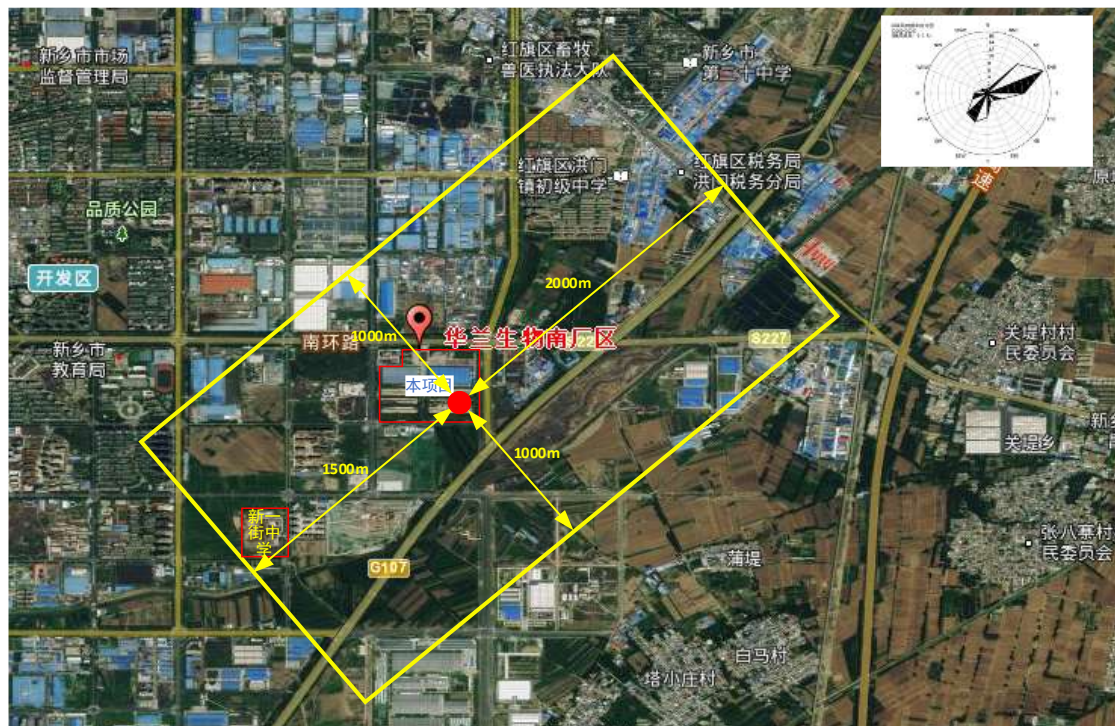 新乡市市场
监督管理局
红旗区畜牧
兽医执法大队
新乡市
第二十中学
红旗区洪门
镇初级中学
红旗区税务局
洪门税务分局
速
品质公园
开发区
2000m
1000m
南环路
华兰生物南厂区
S227
关堤村村
民委员会
新乡市
教育局
本项目
1500m
1000m
关堤乡
新一
街中
学
张八寨村
民委员会
G107
蒲堤
白马村
塔小庄村